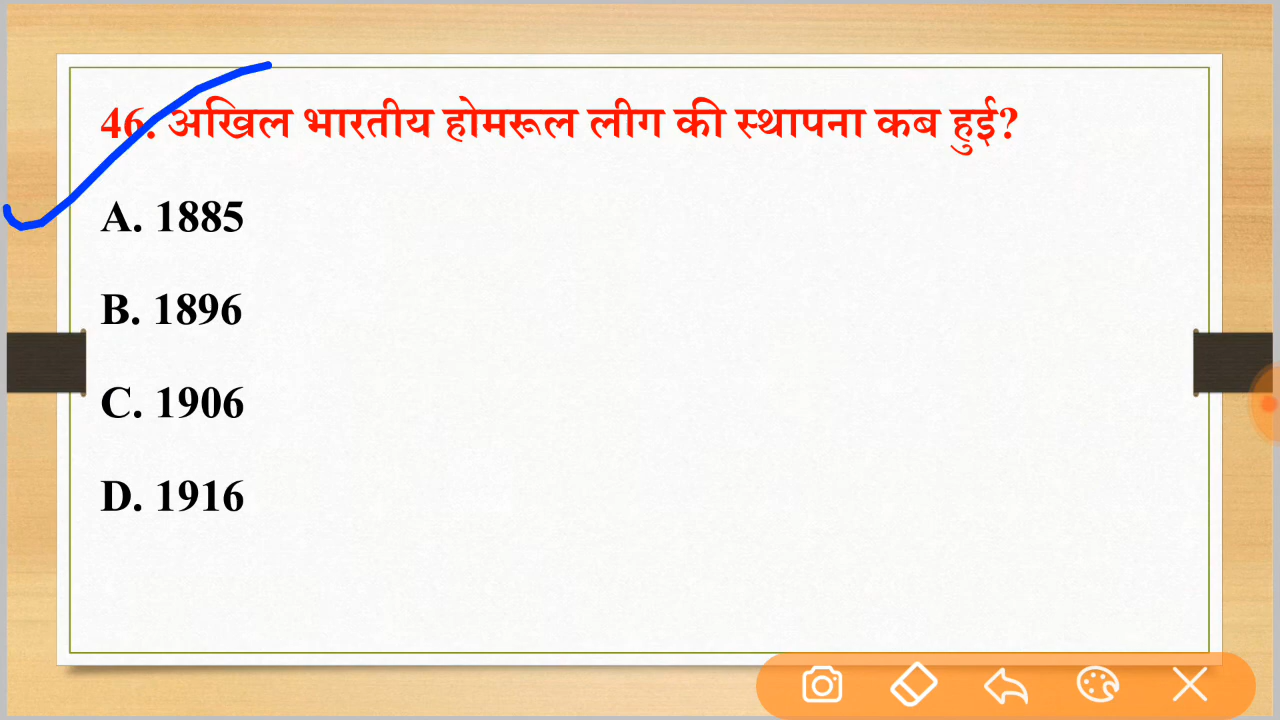 46. अखिल भारतीय होमरूल लीग की स्थापना कब हुई?
A. 1885
B. 1896
C. 1906
D. 1916